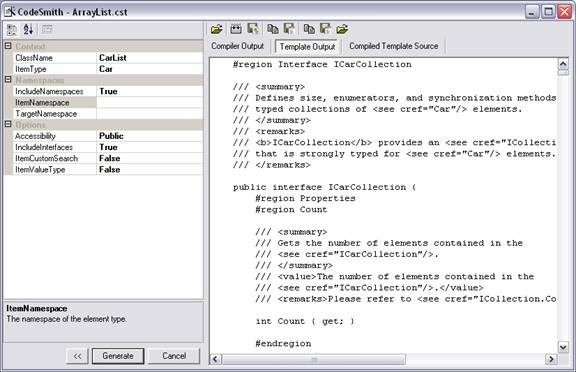 CodeSmith - ArrayList.cst
Context
ClassName CarList
ItemType Car
Namespaces
IncludeNamespaces True
ItemNamespace
TargetNamespace
Options
Accessibility Public
IncludeInterfaces True
ItemCustomSearch False
ItemValueType False
ItemNamespace
The namespace of the element type.
<< Generate Cancel
Compiler Output Template Output Compiled Template Source
#region Interface ICarCollection
/// <summary>
/// Defines size, enumerators, and synchronization methods
/// typed collections of <see cref="Car"/> elements.
/// </summary>
/// <remarks>
/// <b>ICarCollection</b> provides an <see cref="ICollecti
/// that is strongly typed for <see cref="Car"/> elements.
/// </remarks>
public interface ICarCollection {
#region Properties
#region Count
/// <summary>
/// Gets the number of elements contained in the
/// <see cref="ICarCollection"/>.
/// </summary>
/// <value>The number of elements contained in the
/// <see cref="ICarCollection"/>.</value>
/// <remarks>Please refer to <see cref="ICollection.Co
int Count { get; }
#endregion